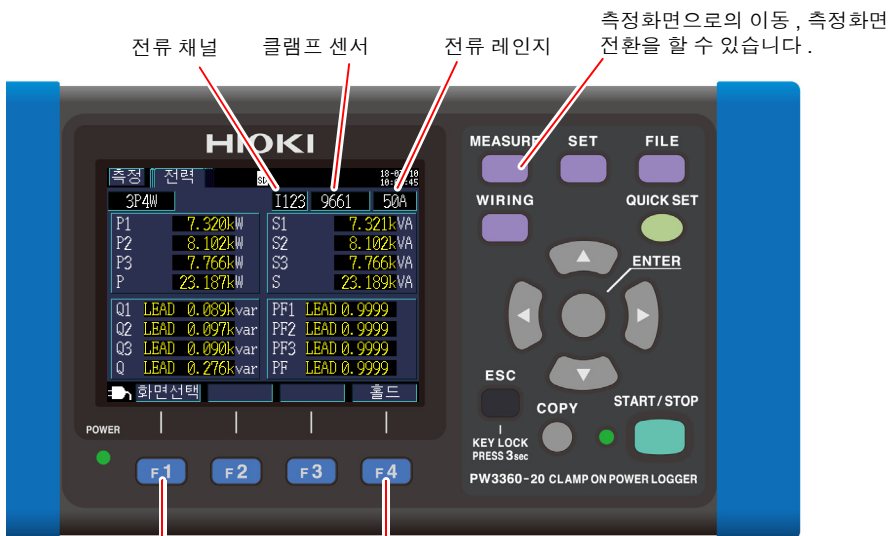 측정화면으로의 이동 , 측정화면
전환을 할 수 있습니다 .
전류 채널
클램프 센서
전류 레인지
HIOKI
MEASURE SET FILE
측정 전력
3P4W I123 9661 50A
P1 7.320kW S1 7.321kVA
P2 8.102kW S2 8.102kVA
P3 7.766kW S3 7.766kVA
P 23.187kW S 23.189kVA
Q1 LEAD 0.089kvar PF1 LEAD 0.9999
Q2 LEAD 0.097kvar PF2 LEAD 0.9999
Q3 LEAD 0.090kvar PF3 LEAD 0.9999
Q LEAD 0.276kvar PF LEAD 0.9999
화면선택 홀드
WIRING QUICK SET
ENTER
ESC
COPY
START / STOP
KEY LOCK
PRESS 3 sec
POWER
F1 F2 F3 F4
PW3360-20 CLAMP ON POWER LOGGER